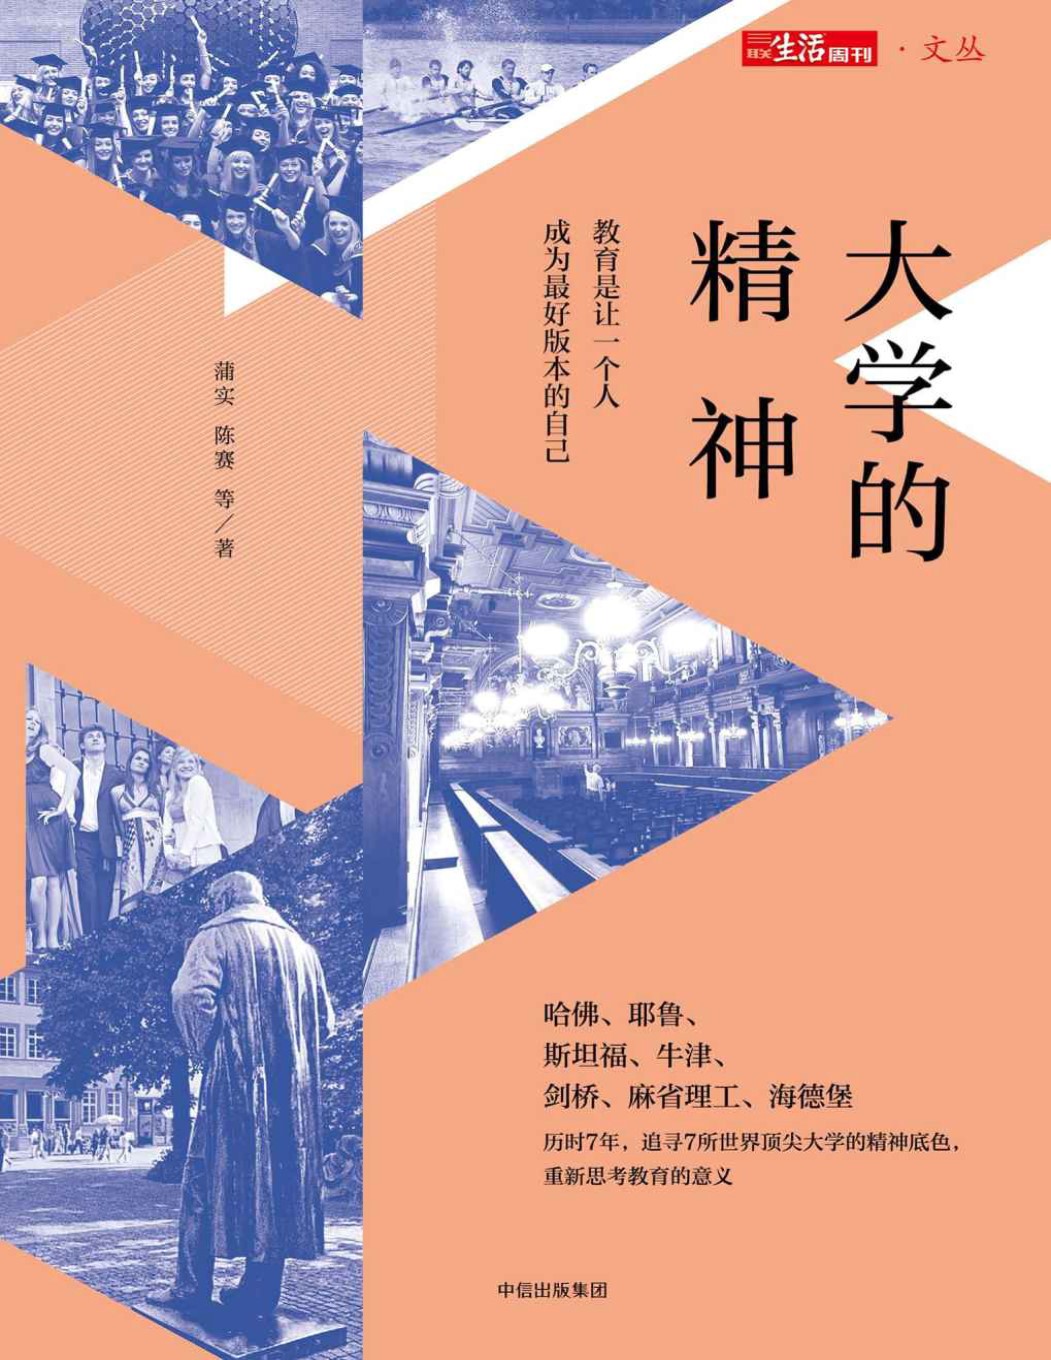 三联生活周刊·文丛
大学的
精神
教育是让一个人
成为最好版本的自己
蒲实 陈赛 等/著
哈佛、耶鲁、
斯坦福、牛津、
剑桥、麻省理工、海德堡
历时7年，追寻7所世界顶尖大学的精神底色，
重新思考教育的意义
中信出版集团